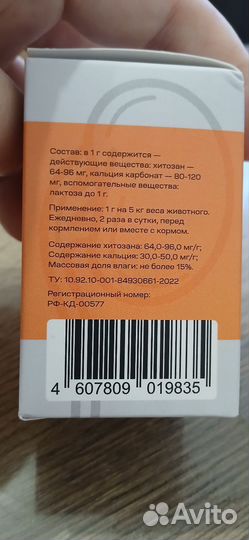 Состав: в 1 г содержится —
действующие вещества: хитозан —
64-96 мг, кальция карбонат — 80-120
мг, вспомогательные вещества:
лактоза до 1 г.
Применение: 1 г на 5 кг веса животного.
Ежедневно, 2 раза в сутки, перед
кормлением или вместе с кормом.
Содержание хитозана: 64,0-96,0 мг/г;
Содержание кальция: 30,0-50,0 мг/г;
Массовая доля влаги: не более 15%.
ТУ: 10.92.10-001-84930661-2022
Регистрационный номер:
РФ-КД-00577
4 607809 019835
Avito